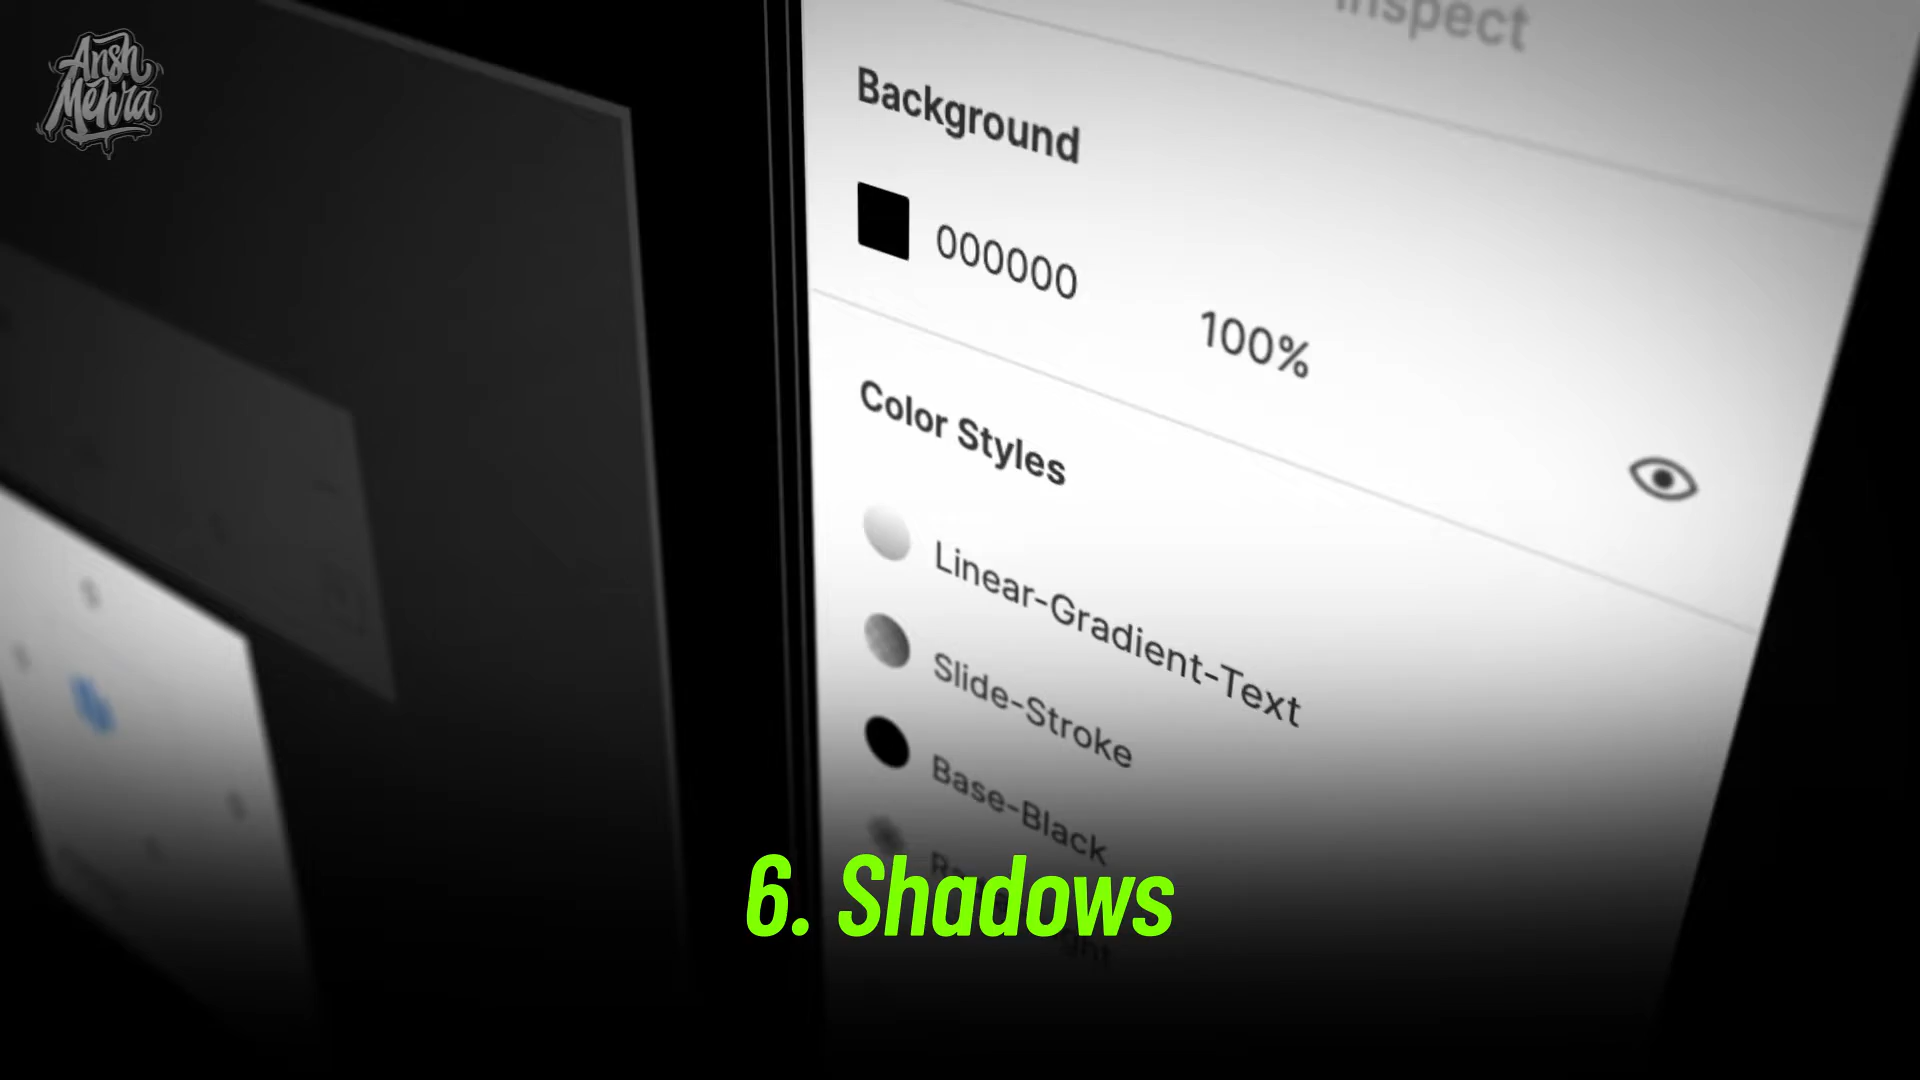 Ansh
Mehra
Inspect
Background
000000
100%
Color Styles
Linear-Gradient-Text
Slide-Stroke
Base-Black
6. Shadows